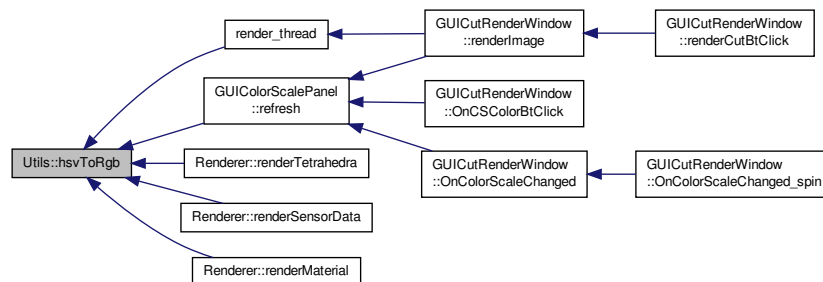 Utils::hsvToRgb
render_thread
GUIColorScalePanel
::refresh
Renderer::renderTetrahedra
Renderer::renderSensorData
Renderer::renderMaterial
GUICutRenderWindow
::renderImage
GUICutRenderWindow
::OnCSColorBtClick
GUICutRenderWindow
::OnColorScaleChanged
GUICutRenderWindow
::renderCutBtClick
GUICutRenderWindow
::OnColorScaleChanged_spin